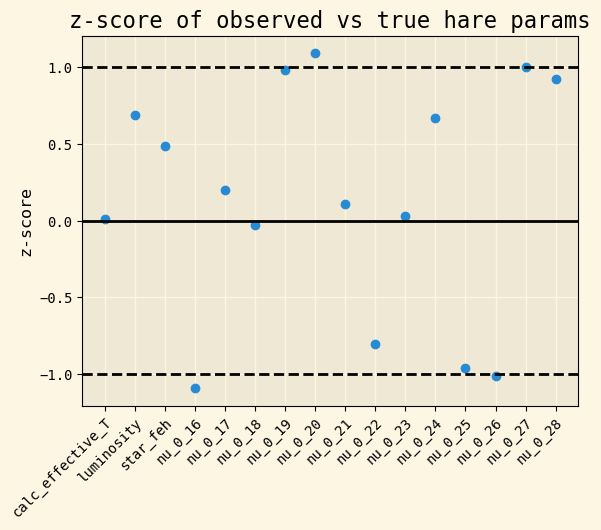 z-score of observed vs true hare params
z-score
1.0
0.5
0.0
−0.5
−1.0
calc_effective_T
luminosity
star_feh
nu_0_16
nu_0_17
nu_0_18
nu_0_19
nu_0_20
nu_0_21
nu_0_22
nu_0_23
nu_0_24
nu_0_25
nu_0_26
nu_0_27
nu_0_28